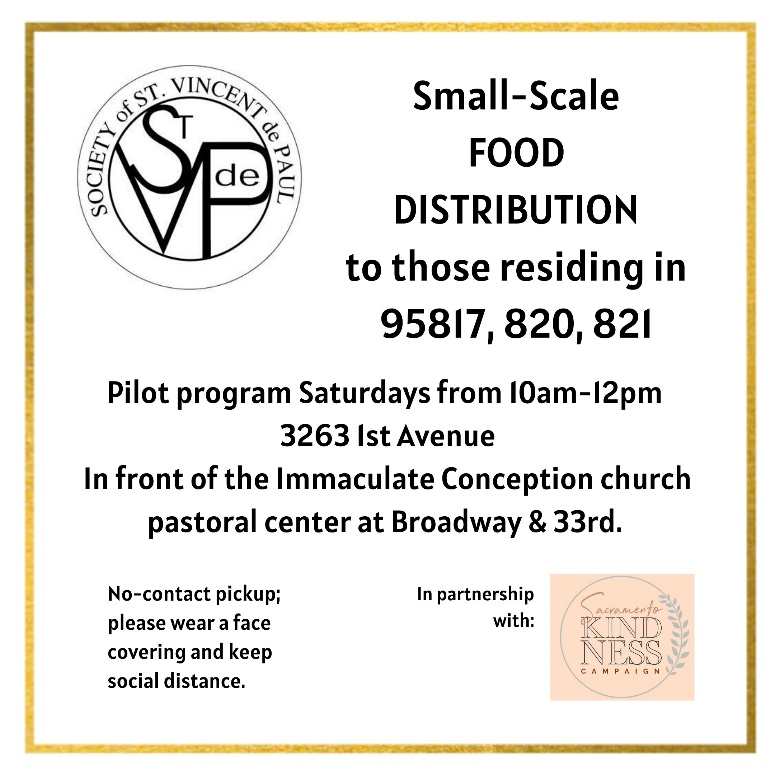 SOCIETY of ST. VINCENT de PAUL
ST
V de P
Small-Scale
FOOD
DISTRIBUTION
to those residing in
95817, 820, 821
Pilot program Saturdays from 10am-12pm
3263 1st Avenue
In front of the Immaculate Conception church
pastoral center at Broadway & 33rd.
No-contact pickup;
please wear a face
covering and keep
social distance.
In partnership
with:
Sacramento
KIND
NESS
CAMPAIGN